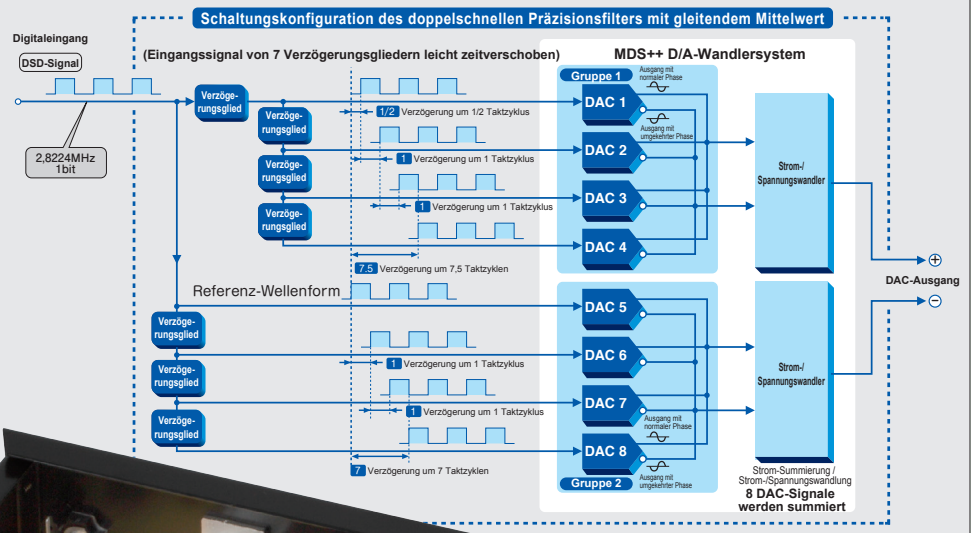 Schaltungskonfiguration des doppelschnellen Präzisionsfilters mit gleitendem Mittelwert
Digitaleingang
DSD-Signal
(Eingangssignal von 7 Verzögerungsgliedern leicht zeitverschoben)
MDS++ D/A-Wandlersystem
2,8224MHz
1bit
Verzöge-
rungsglied
Verzöge-
rungsglied
Verzöge-
rungsglied
Verzöge-
rungsglied
1/2 Verzögerung um 1/2 Taktzyklus
1 Verzögerung um 1 Taktzyklus
1 Verzögerung um 1 Taktzyklus
7.5 Verzögerung um 7,5 Taktzyklen
Gruppe 1
Ausgang mit
normaler Phase
DAC 1
Ausgang mit
umgekehrter Phase
DAC 2
DAC 3
DAC 4
Strom-/
Spannungswandler
DAC-Ausgang
+
−
Referenz-Wellenform
Verzöge-
rungsglied
Verzöge-
rungsglied
Verzöge-
rungsglied
1 Verzögerung um 1 Taktzyklus
1 Verzögerung um 1 Taktzyklus
7 Verzögerung um 7 Taktzyklen
DAC 5
DAC 6
DAC 7
Ausgang mit
normaler Phase
DAC 8
Ausgang mit
umgekehrter Phase
Gruppe 2
Strom-/
Spannungswandler
Strom-Summierung /
Strom-/Spannungswandlung
8 DAC-Signale
werden summiert